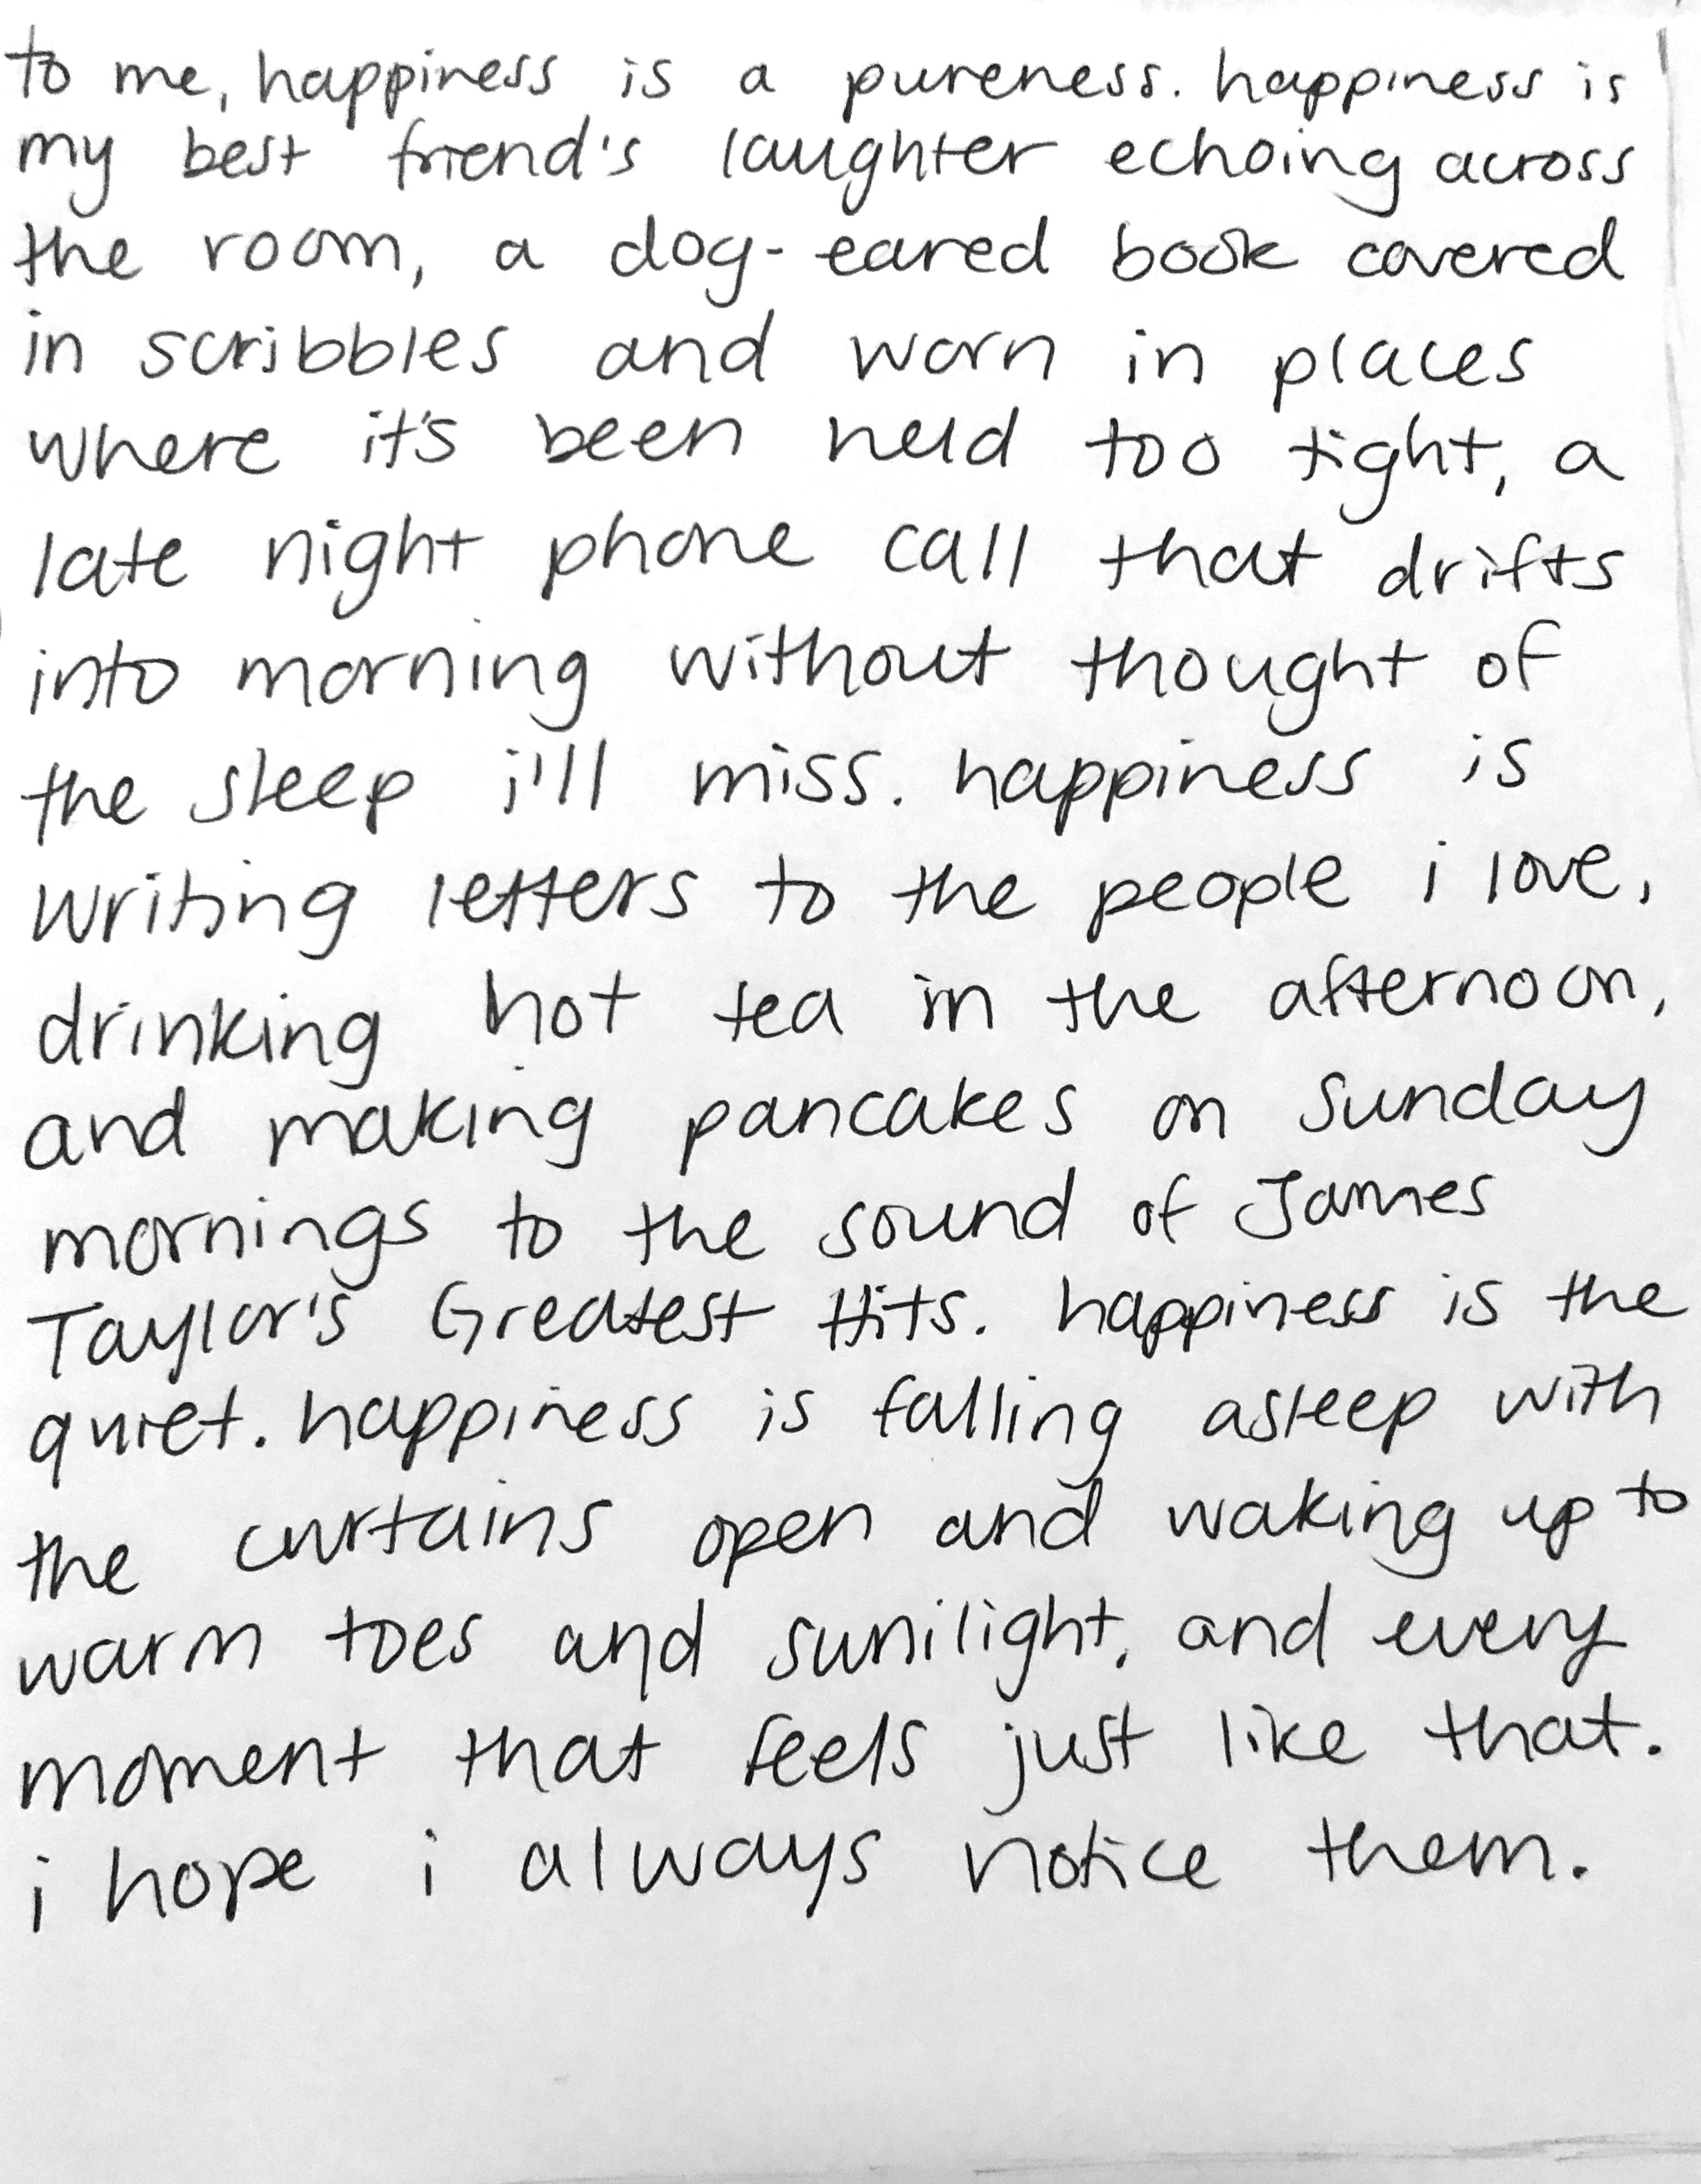 to me, happiness is a pureness. happiness is
my best friend's laughter echoing across
the room, a dog-eared book covered
in scribbles and worn in places
where it's been held too tight, a
late night phone call that drifts
into morning without thought of
the sleep i'll miss. happiness is
writing letters to the people i love,
drinking hot tea in the afternoon,
and making pancakes on Sunday
mornings to the sound of James
Taylor's Greatest Hits. happiness is the
quiet. happiness is falling asleep with
the curtains open and waking up to
warm toes and sunlight. and every
moment that feels just like that.
i hope i always notice them.